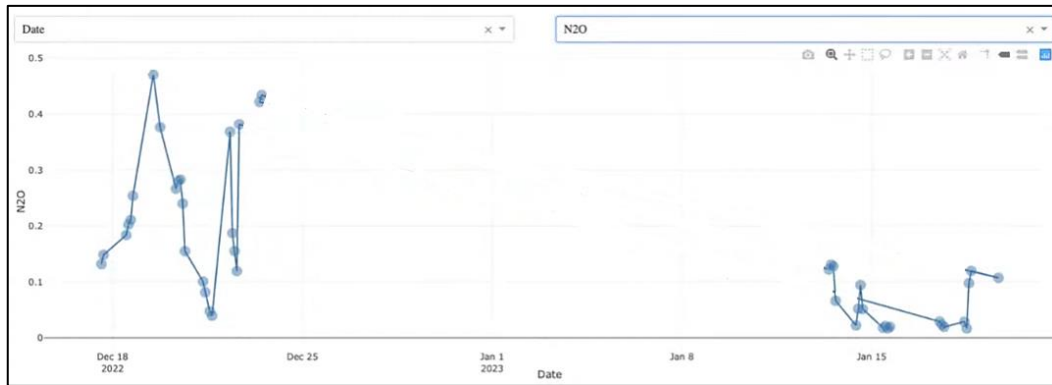 Date
N2O
0.5
0.4
0.3
0.2
0.1
0
N2O
Dec 18
2022
Dec 25
Jan 1
2023
Jan 8
Jan 15
Date